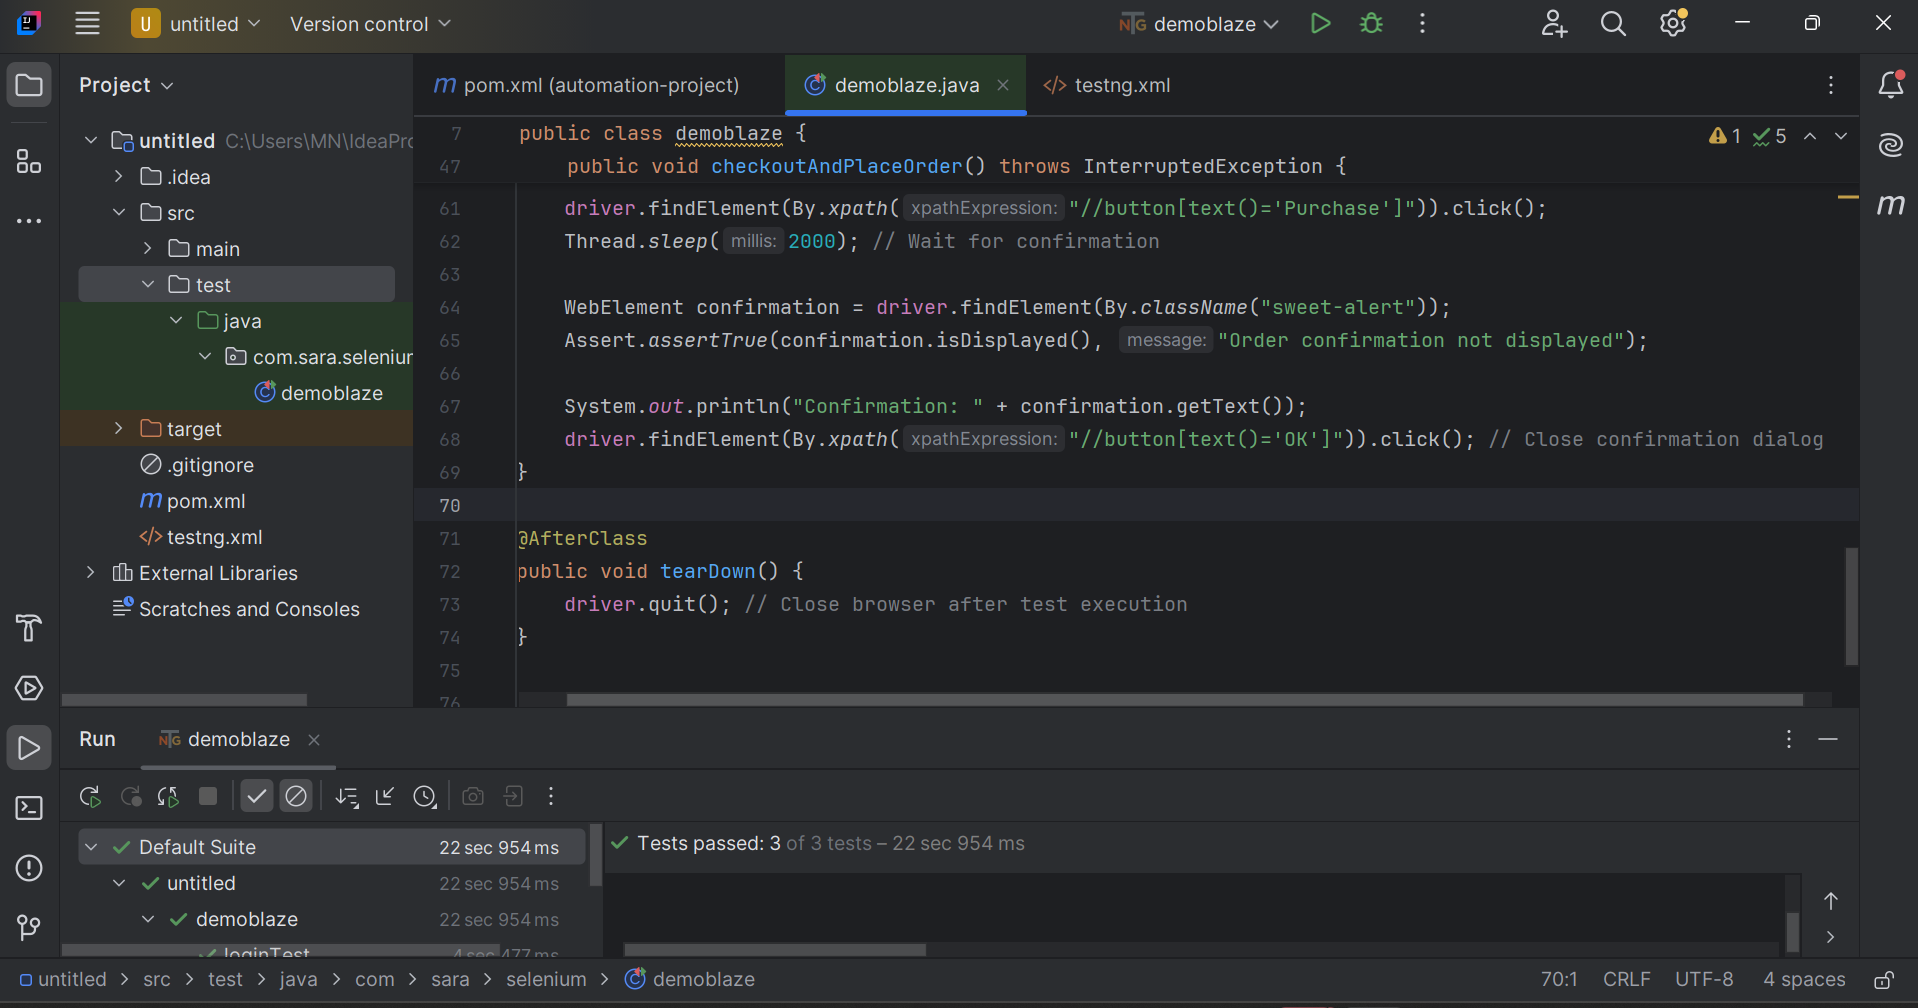 U untitled Version control demoblaze
Project
pom.xml (automation-project) demoblaze.java testng.xml
untitled C:\Users\MN\IdeaPro
.idea
src
main
test
java
com.sara.seleniur
demoblaze
target
.gitignore
m pom.xml
</> testng.xml
External Libraries
Scratches and Consoles
7 public class demoblaze {
1 5
47 public void checkoutAndPlaceOrder() throws InterruptedException {
61 driver.findElement(By.xpath( xpathExpression: "//button[text()='Purchase']")).click();
62 Thread.sleep( millis: 2000); // Wait for confirmation
63
64 WebElement confirmation = driver.findElement(By.className("sweet-alert"));
65 Assert.assertTrue(confirmation.isDisplayed(), message: "Order confirmation not displayed");
66
67 System.out.println("Confirmation: " + confirmation.getText());
68 driver.findElement(By.xpath( xpathExpression: "//button[text()='OK']")).click(); // Close confirmation dialog
69 }
70
71 @AfterClass
72 public void tearDown() {
73 driver.quit(); // Close browser after test execution
74 }
75
76
Run demoblaze
Default Suite 22 sec 954 ms
untitled 22 sec 954 ms
demoblaze 22 sec 954 ms
loginTest 4 sec 477 ms
Tests passed: 3 of 3 tests – 22 sec 954 ms
untitled > src > test > java > com > sara > selenium > demoblaze
70:1 CRLF UTF-8 4 spaces